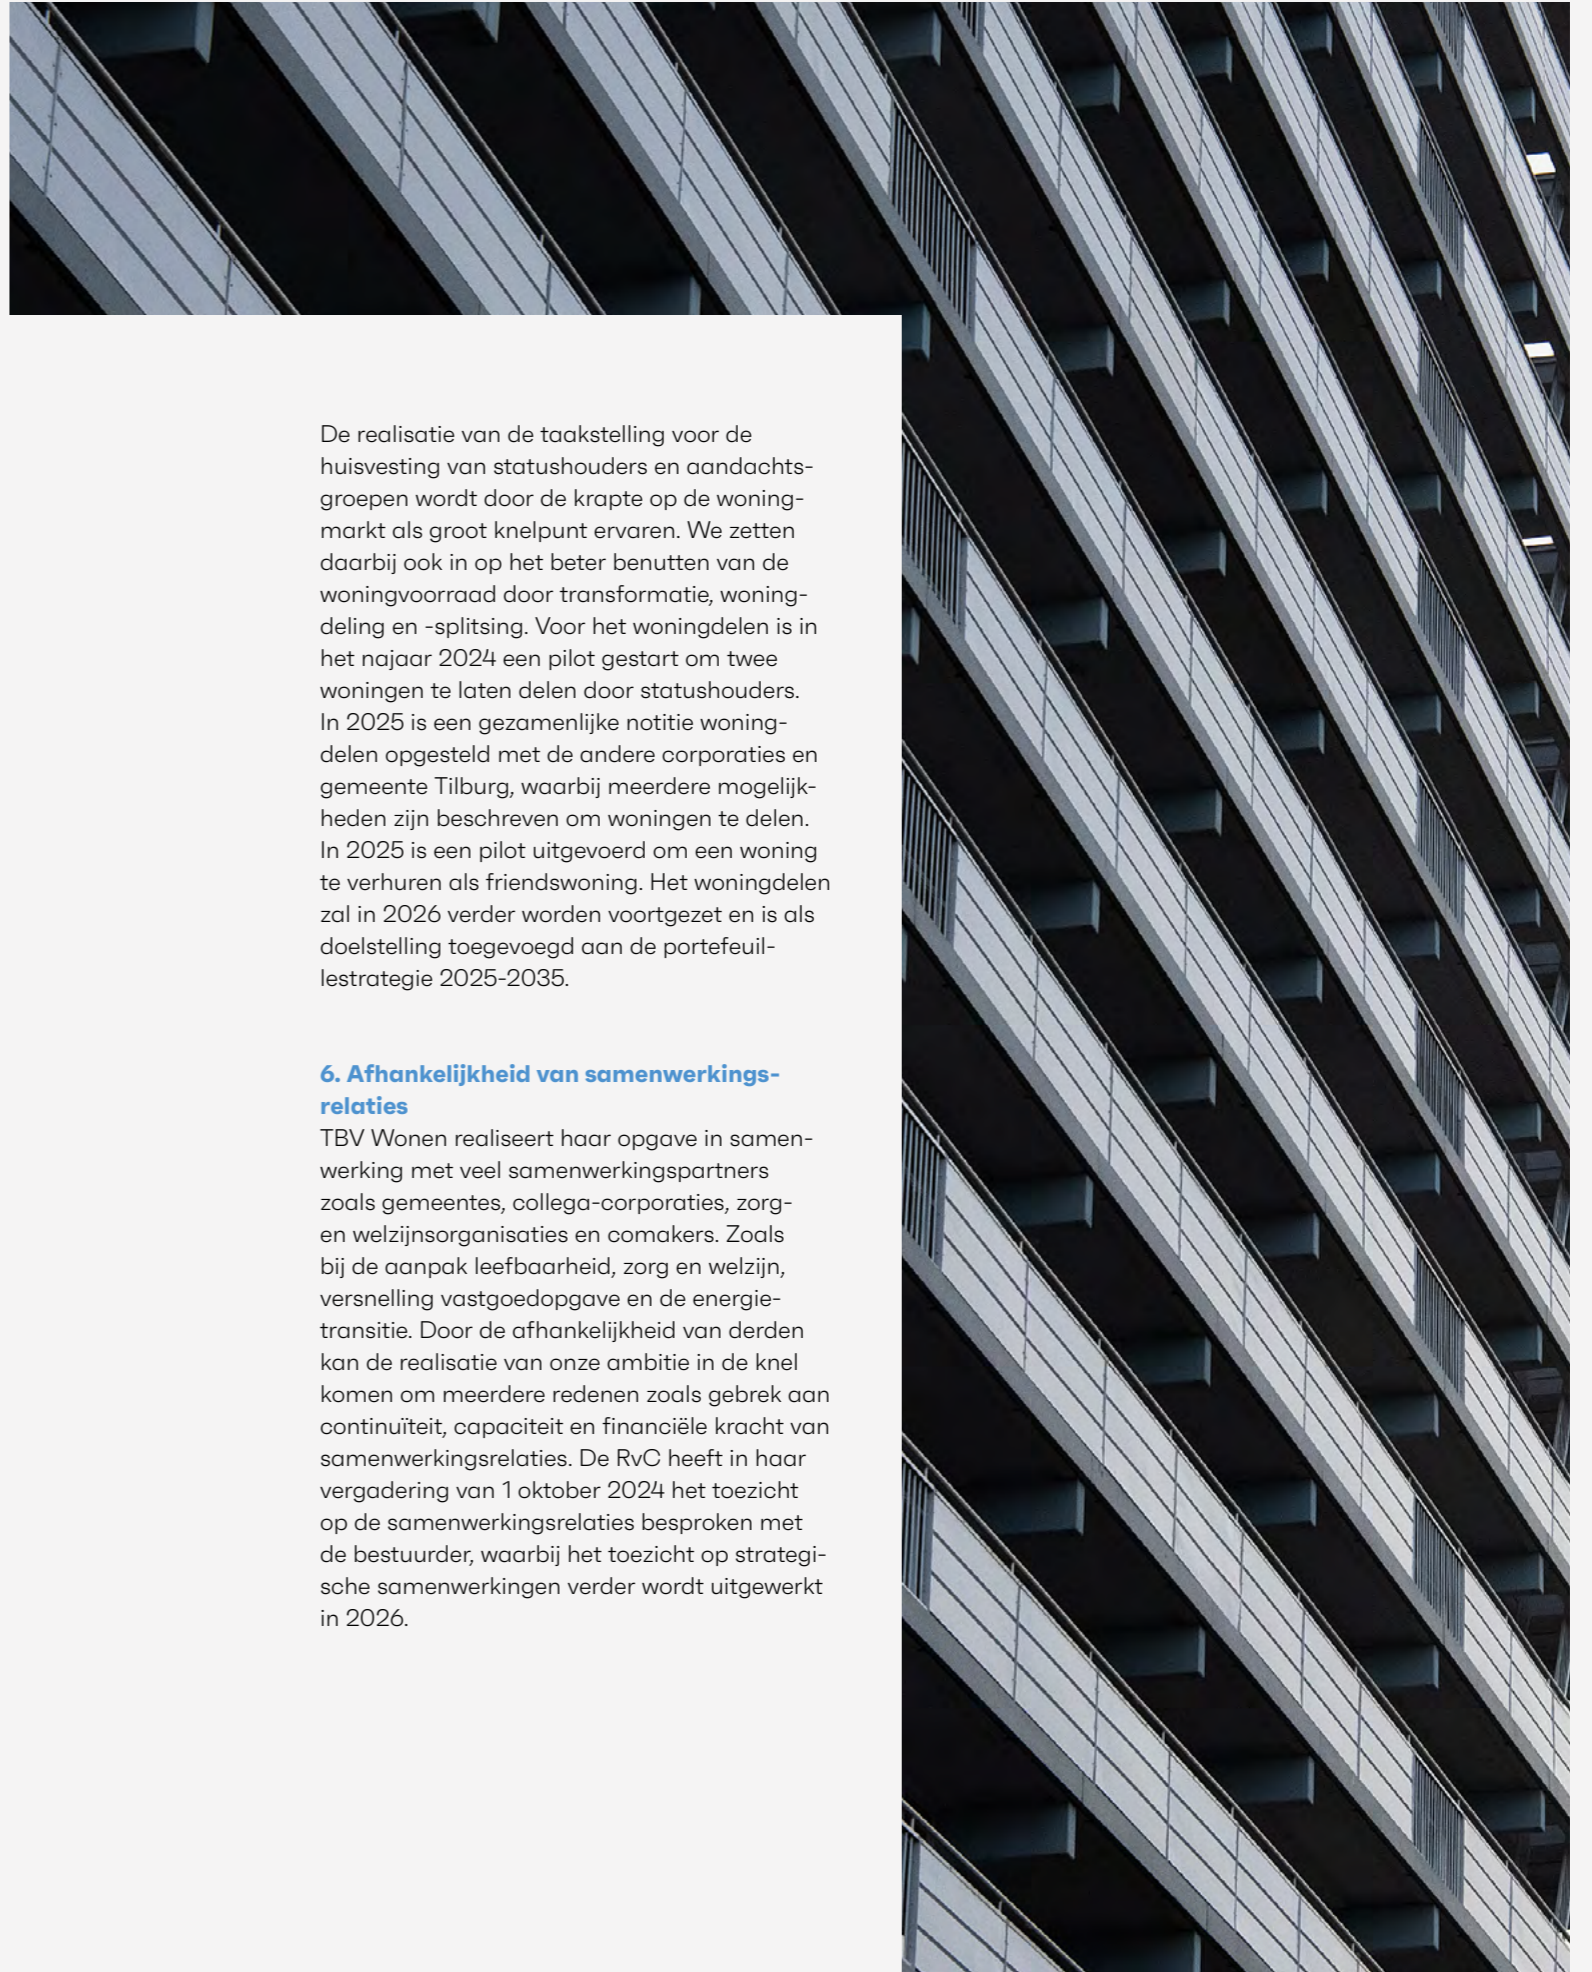 De realisatie van de taakstelling voor de
huisvesting van statushouders en aandachts-
groepen wordt door de krapte op de woning-
markt als groot knelpunt ervaren. We zetten
daarbij ook in op het beter benutten van de
woningvoorraad door transformatie, woning-
deling en -splitsing. Voor het woningdelen is in
het najaar 2024 een pilot gestart om twee
woningen te laten delen door statushouders.
In 2025 is een gezamenlijke notitie woning-
delen opgesteld met de andere corporaties en
gemeente Tilburg, waarbij meerdere mogelijk-
heden zijn beschreven om woningen te delen.
In 2025 is een pilot uitgevoerd om een woning
te verhuren als friendswoning. Het woningdelen
zal in 2026 verder worden voortgezet en is als
doelstelling toegevoegd aan de portefeuil-
lestrategie 2025-2035.
6. Afhankelijkheid van samenwerkings-
relaties
TBV Wonen realiseert haar opgave in samen-
werking met veel samenwerkingspartners
zoals gemeentes, collega-corporaties, zorg-
en welzijnsorganisaties en comakers. Zoals
bij de aanpak leefbaarheid, zorg en welzijn,
versnelling vastgoedopgave en de energie-
transitie. Door de afhankelijkheid van derden
kan de realisatie van onze ambitie in de knel
komen om meerdere redenen zoals gebrek aan
continuïteit, capaciteit en financiële kracht van
samenwerkingsrelaties. De RvC heeft in haar
vergadering van 1 oktober 2024 het toezicht
op de samenwerkingsrelaties besproken met
de bestuurder, waarbij het toezicht op strategi-
sche samenwerkingen verder wordt uitgewerkt
in 2026.